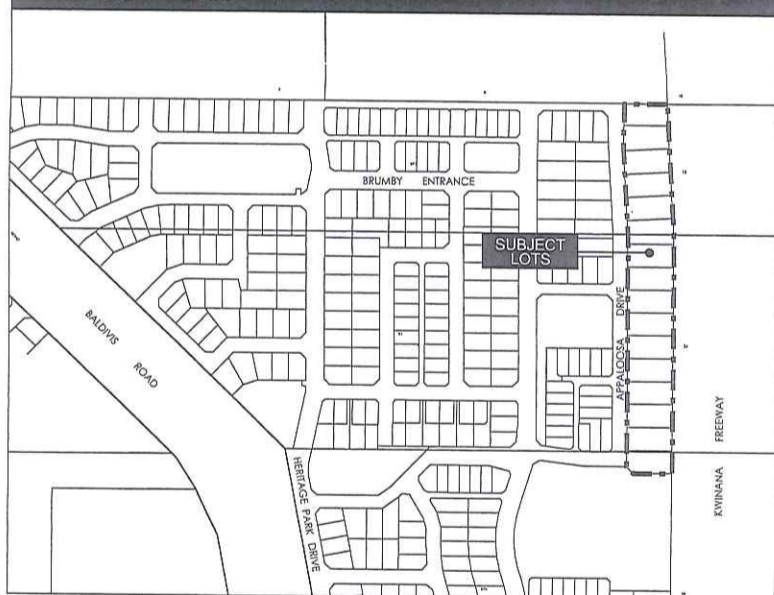 BRUMBY ENTRANCE
SUBJECT
LOTS
APPALOOSA DRIVE
BALDIVIS ROAD
HERITAGE PARK DRIVE
KWINANA FREEWAY